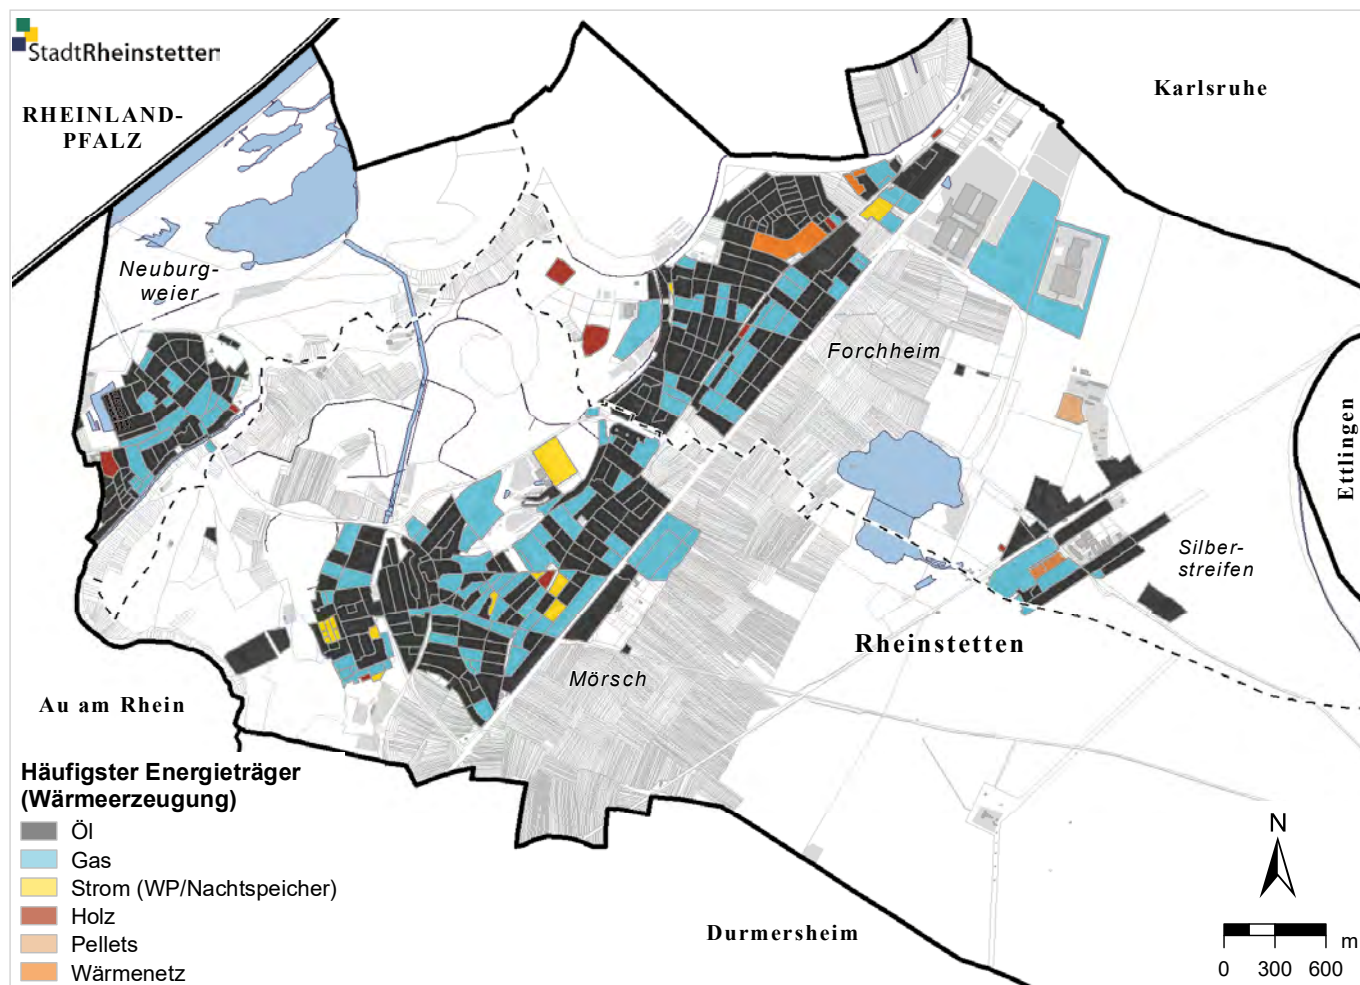 StadtRheinstetten
RHEINLAND-
PFALZ
Karlsruhe
Neuburg-
weier
Forchheim
Ettlingen
Silber-
streifen
Rheinstetten
Mörsch
Au am Rhein
Durmersheim
Häufigster Energieträger
(Wärmeerzeugung)
Öl
Gas
Strom (WP/Nachtspeicher)
Holz
Pellets
Wärmenetz
N
m
0 300 600